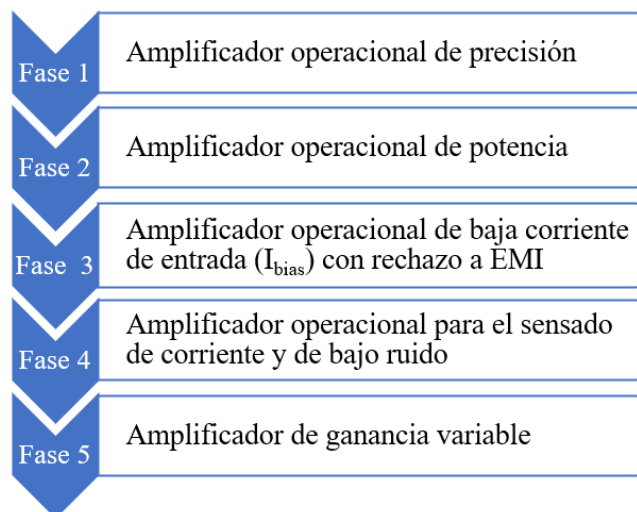 Fase 1
Amplificador operacional de precisión
Fase 2
Amplificador operacional de potencia
Fase 3
Amplificador operacional de baja corriente
de entrada (Ibias) con rechazo a EMI
Fase 4
Amplificador operacional para el sensado
de corriente y de bajo ruido
Fase 5
Amplificador de ganancia variable